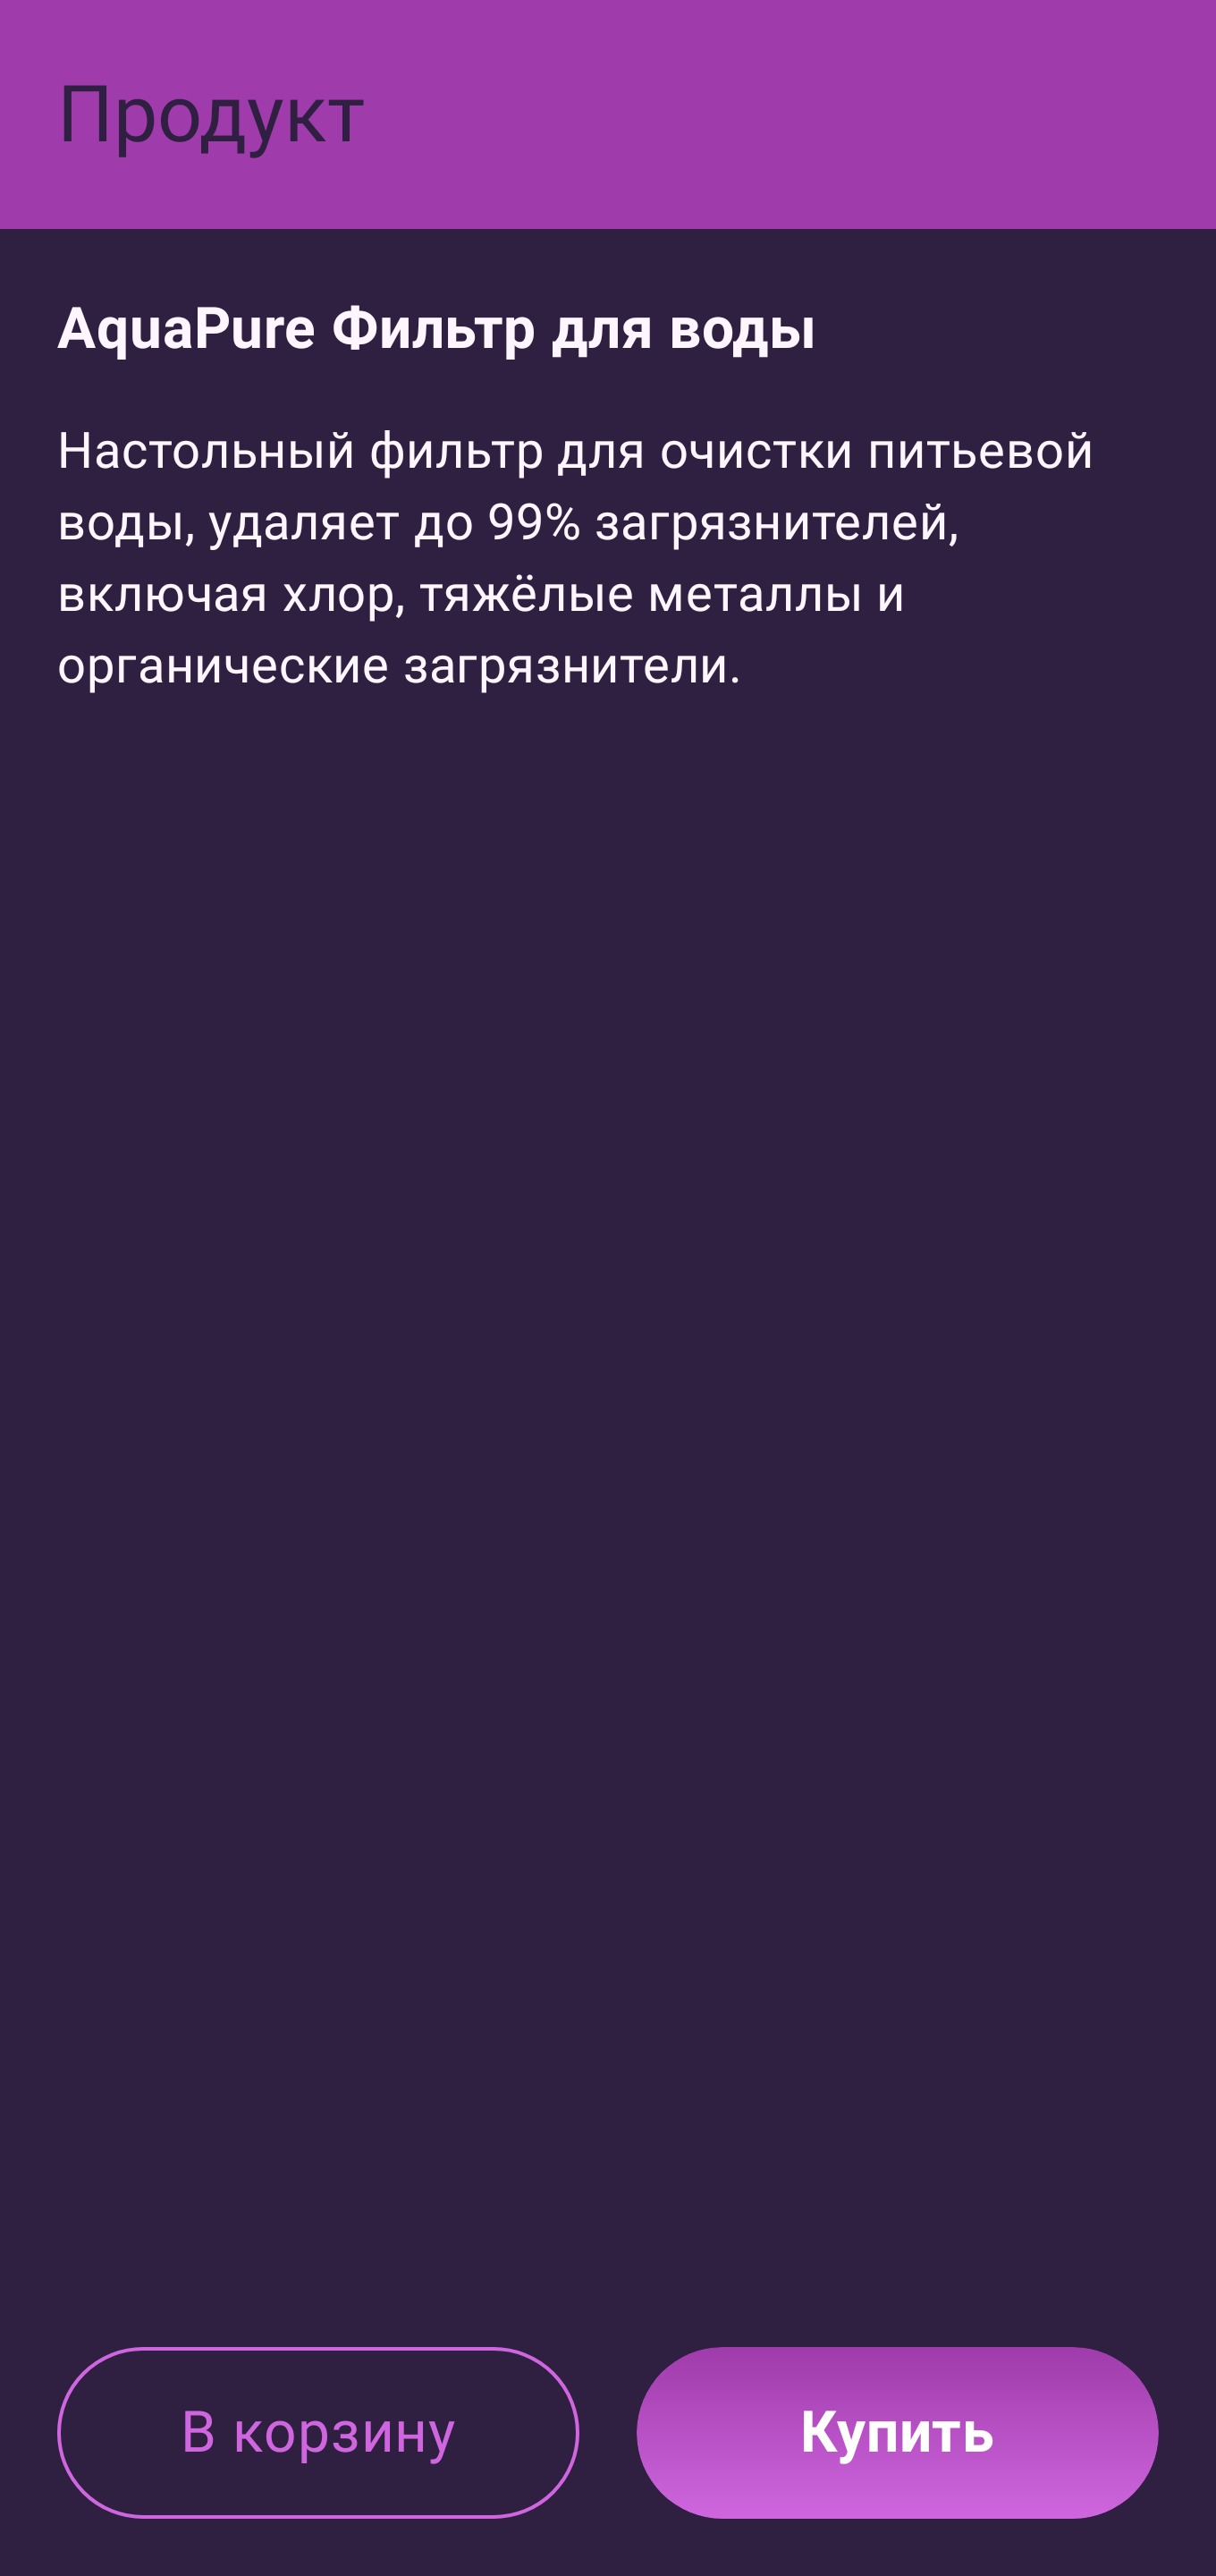 Продукт
AquaPure Фильтр для воды
Настольный фильтр для очистки питьевой
воды, удаляет до 99% загрязнителей,
включая хлор, тяжёлые металлы и
органические загрязнители.
В корзину
Купить